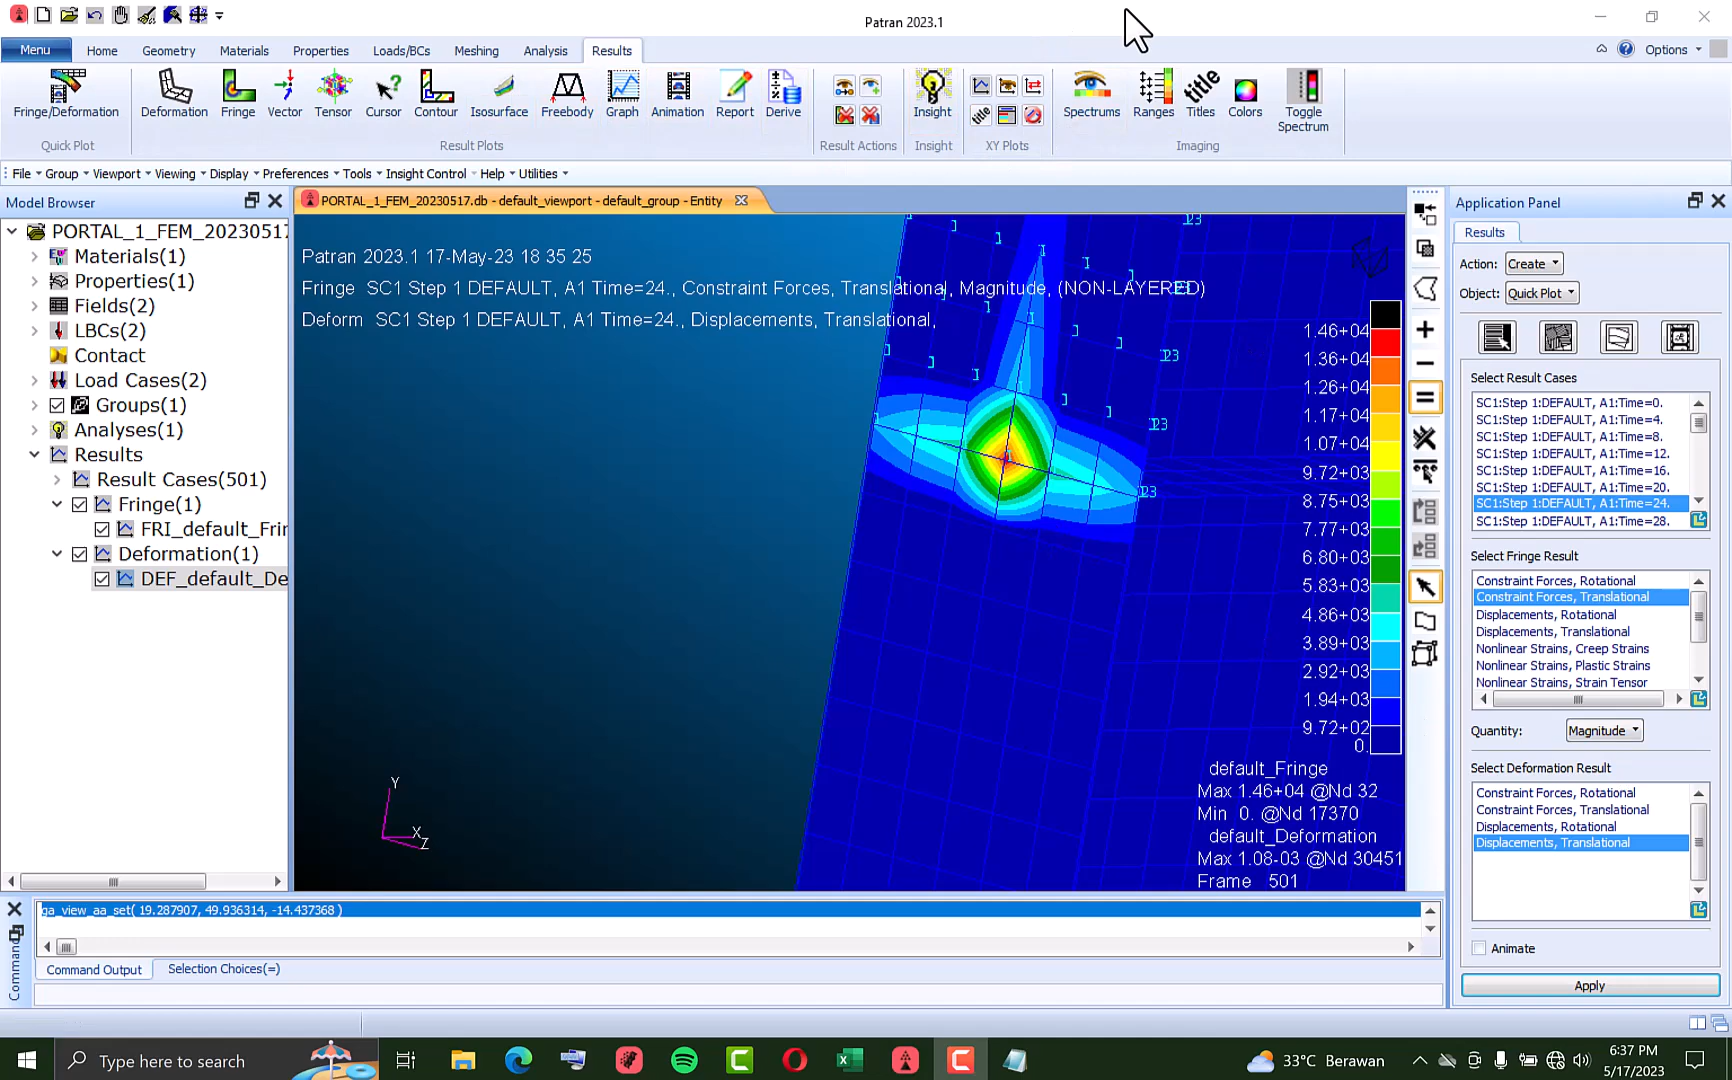 Patran 2023.1
Menu Home Geometry Materials Properties Loads/BCs Meshing Analysis Results Options
Fringe/Deformation Deformation Fringe Vector Tensor Cursor Contour Isosurface Freebody Graph Animation Report Derive Insight Spectrums Ranges Titles Colors Toggle Spectrum
title title
Quick Plot Result Plots Result Actions Insight XY Plots Imaging
File Group Viewport Viewing Display Preferences Tools Insight Control Help Utilities
Model Browser
PORTAL_1_FEM_20230517.db - default_viewport - default_group - Entity
Application Panel
PORTAL_1_FEM_20230517
Materials(1)
Properties(1)
Fields(2)
LBCs(2)
Contact
Load Cases(2)
Groups(1)
Analyses(1)
Results
Result Cases(501)
Fringe(1)
FRI_default_Frin
Deformation(1)
DEF_default_De
Patran 2023.1 17-May-23 18 35 25
Fringe SC1 Step 1 DEFAULT, A1 Time=24., Constraint Forces, Translational, Magnitude, (NON-LAYERED)
Deform SC1 Step 1 DEFAULT, A1 Time=24., Displacements, Translational,
1.46+04
1.36+04
1.26+04
1.17+04
1.07+04
9.72+03
8.75+03
7.77+03
6.80+03
5.83+03
4.86+03
3.89+03
2.92+03
1.94+03
9.72+02
0.
default_Fringe
Max 1.46+04 @Nd 32
Min 0. @Nd 17370
default_Deformation
Max 1.08-03 @Nd 30451
Frame 501
Y
X
Z
Results
Action: Create
Object: Quick Plot
Select Result Cases
SC1:Step 1:DEFAULT, A1:Time=0.
SC1:Step 1:DEFAULT, A1:Time=4.
SC1:Step 1:DEFAULT, A1:Time=8.
SC1:Step 1:DEFAULT, A1:Time=12.
SC1:Step 1:DEFAULT, A1:Time=16.
SC1:Step 1:DEFAULT, A1:Time=20.
SC1:Step 1:DEFAULT, A1:Time=24.
SC1:Step 1:DEFAULT, A1:Time=28.
Select Fringe Result
Constraint Forces, Rotational
Constraint Forces, Translational
Displacements, Rotational
Displacements, Translational
Nonlinear Strains, Creep Strains
Nonlinear Strains, Plastic Strains
Nonlinear Strains, Strain Tensor
Quantity: Magnitude
Select Deformation Result
Constraint Forces, Rotational
Constraint Forces, Translational
Displacements, Rotational
Displacements, Translational
Animate
Apply
Command
ga_view_aa_set( 19.287907, 49.936314, -14.437368 )
Command Output Selection Choices(=)
Type here to search
33°C Berawan
6:37 PM
5/17/2023